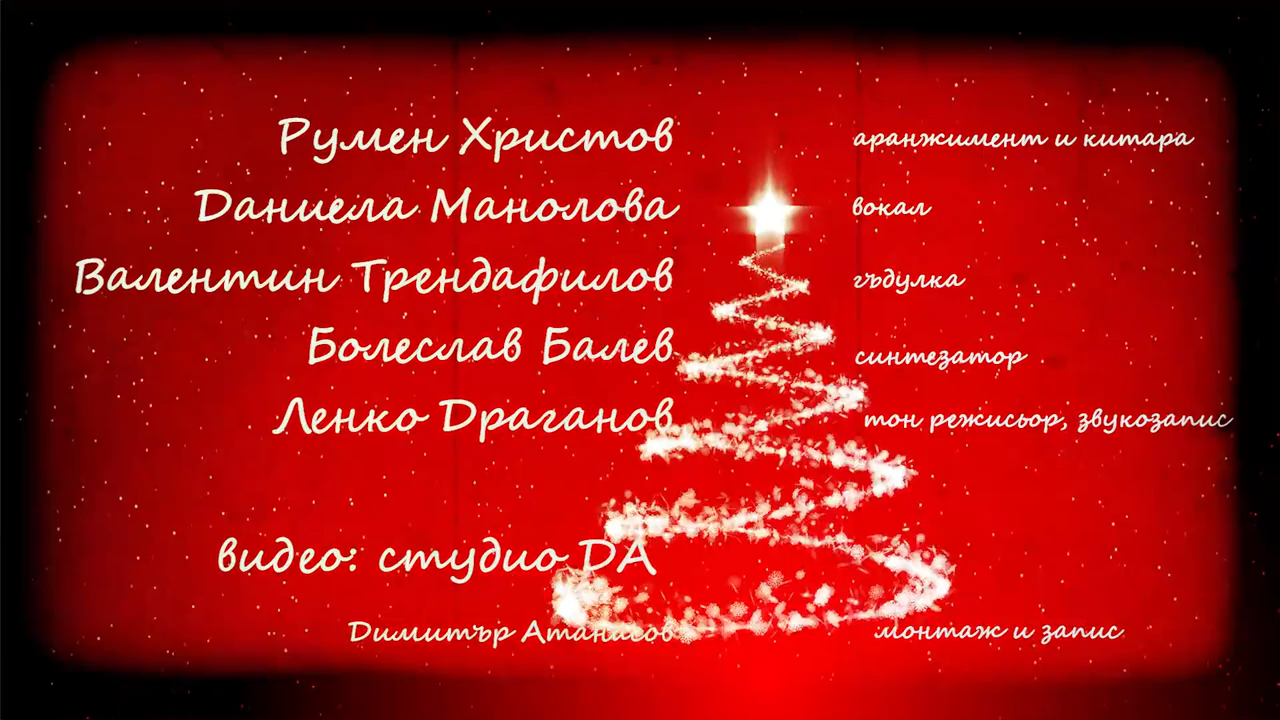 Румен Христов аранжимент и китара
Даниела Манолова вокал
Валентин Трендафилов гъдулка
Болеслав Балев синтезатор
Ленко Драганов тон режисьор, звукозапис
видео: студио DA
Димитър Атанасов монтаж и запис